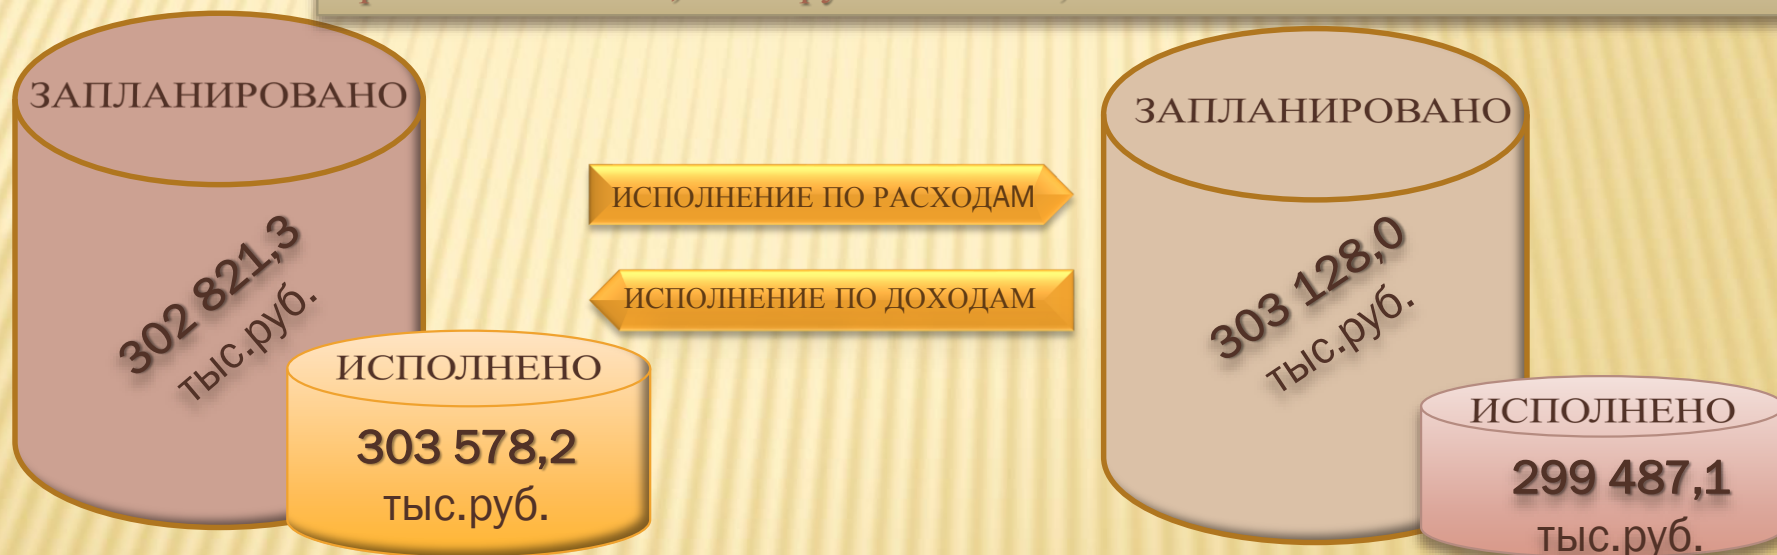 ЗАПЛАНИРОВАНО
302 821,3
тыс.руб.
ИСПОЛНЕНО
303 578,2
тыс.руб.
ИСПОЛНЕНИЕ ПО РАСХОДАМ
ИСПОЛНЕНИЕ ПО ДОХОДАМ
ЗАПЛАНИРОВАНО
303 128,0
тыс.руб.
ИСПОЛНЕНО
299 487,1
тыс.руб.